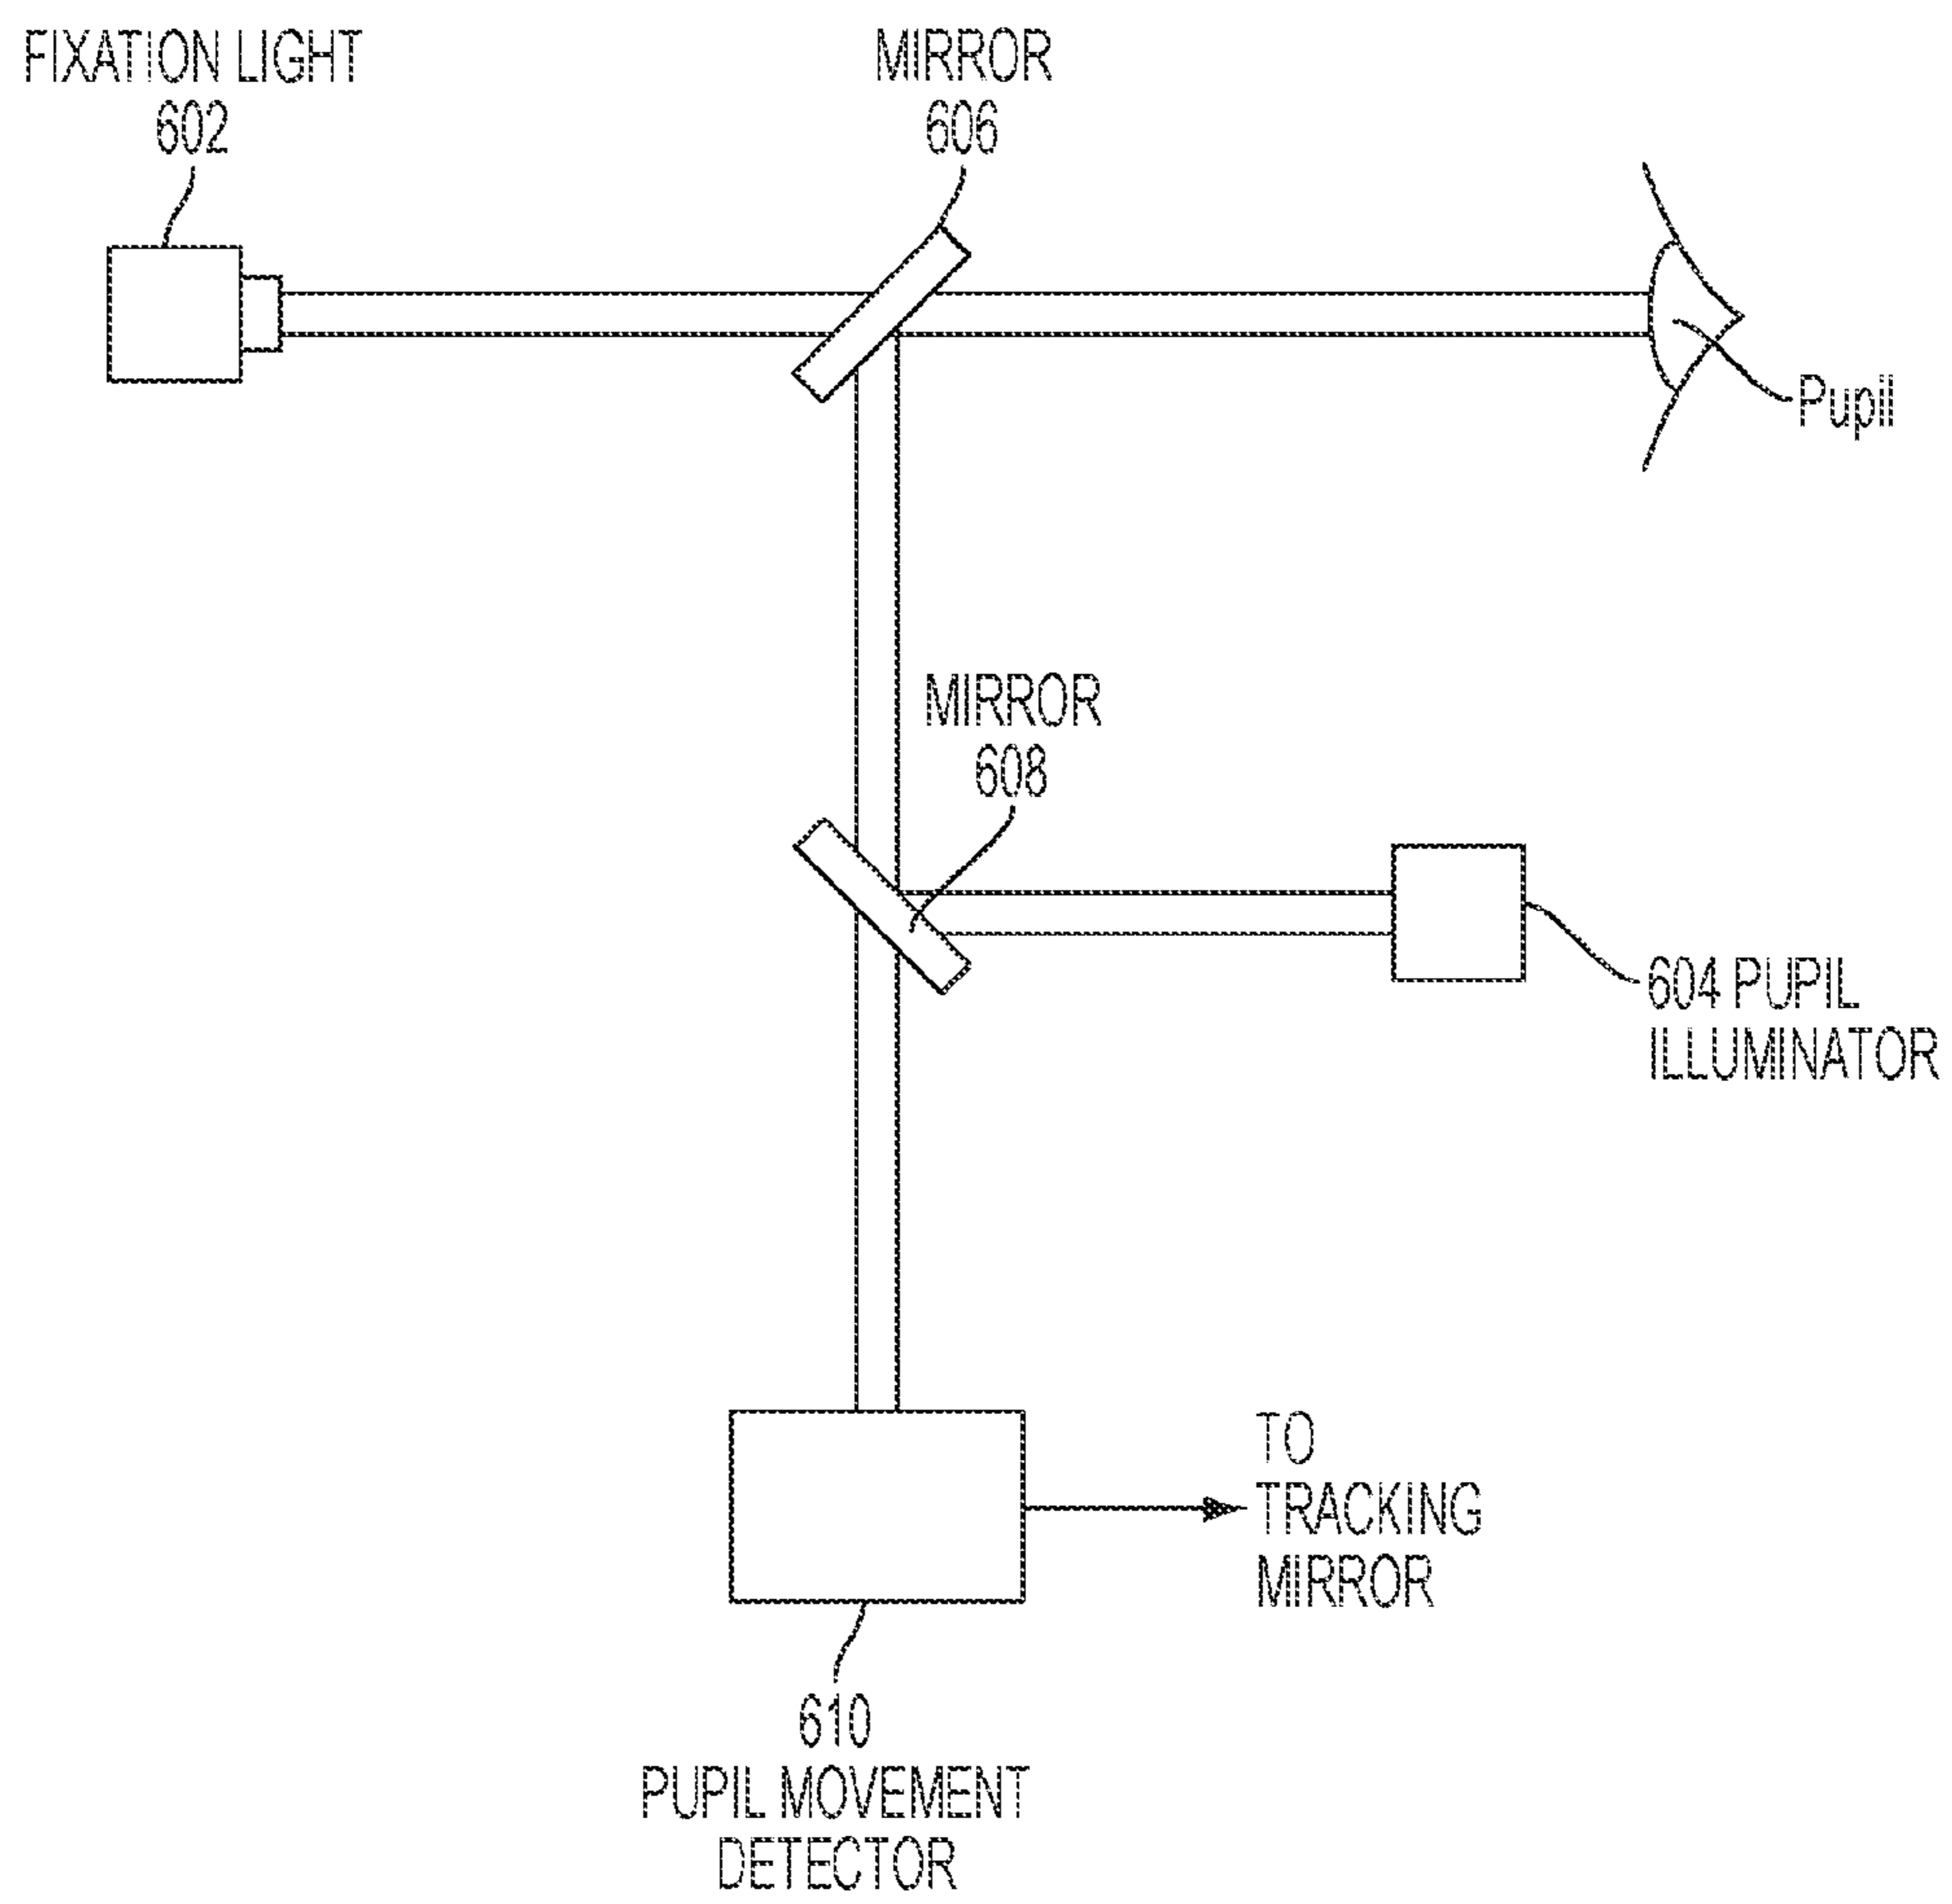 FIXATION LIGHT
602
MIRROR
606
Pupil
MIRROR
608
604 PUPIL
ILLUMINATOR
TO
TRACKING
MIRROR
610
PUPIL MOVEMENT
DETECTOR